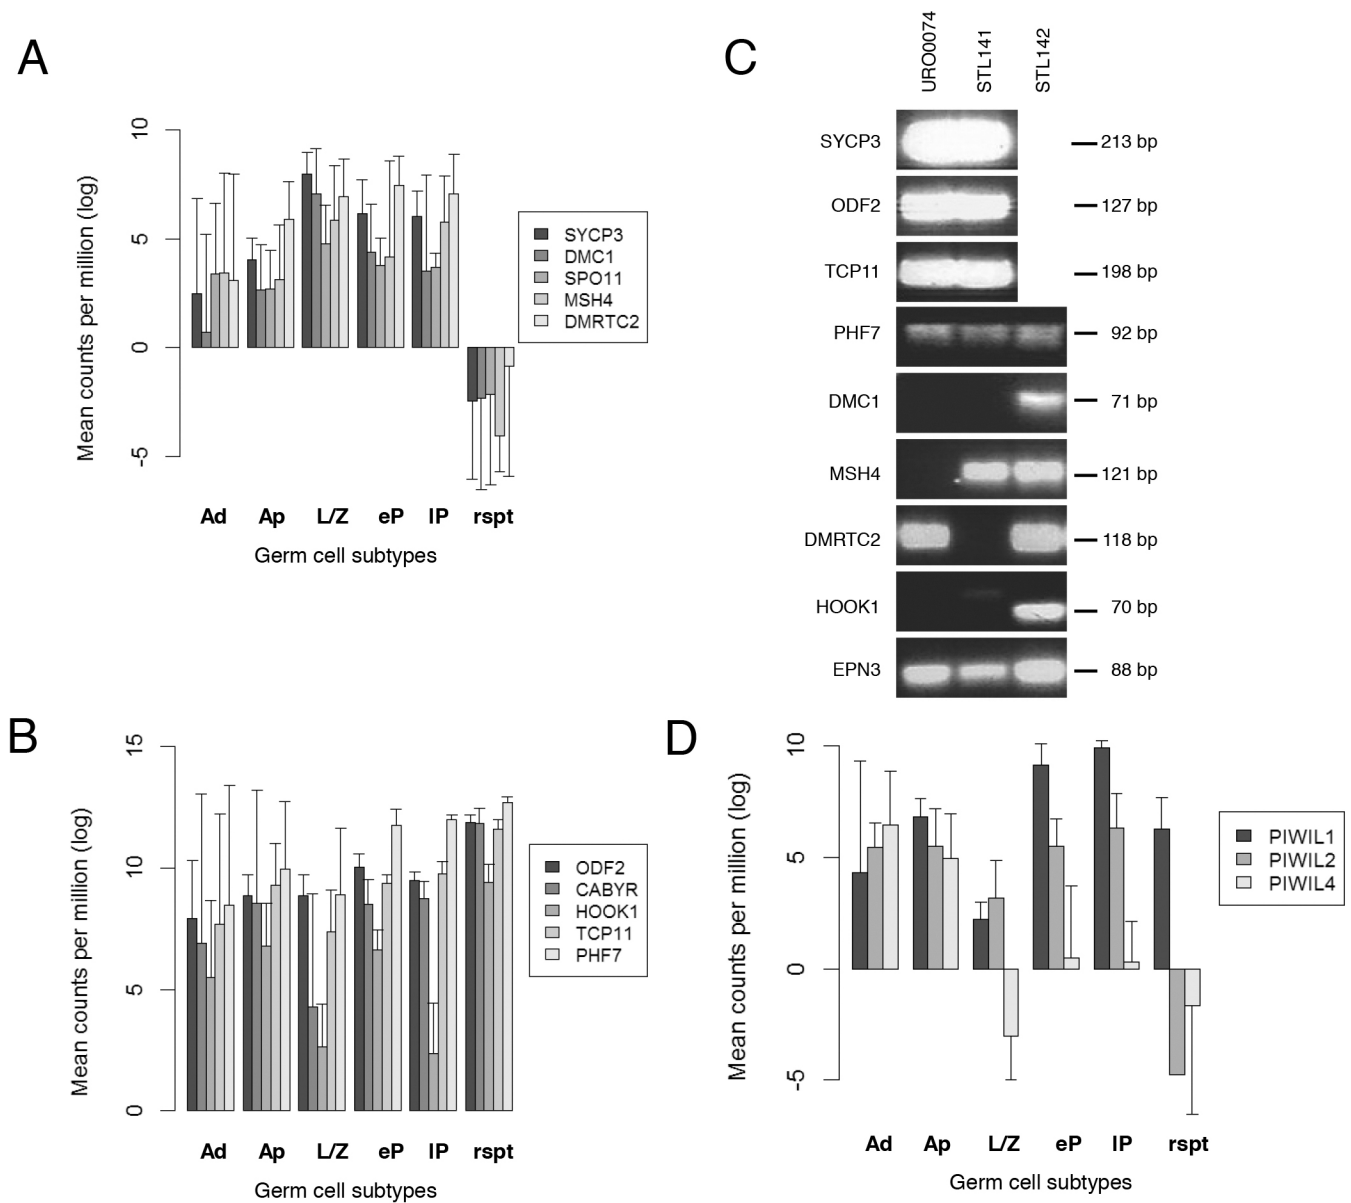 A
Mean counts per million (log)
10
5
0
-5
SYCP3
DMC1
SPO11
MSH4
DMRTC2
Ad Ap L/Z eP lP rspt
Germ cell subtypes
B
Mean counts per million (log)
15
10
5
0
ODF2
CABYR
HOOK1
TCP11
PHF7
Ad Ap L/Z eP lP rspt
Germ cell subtypes
C
URO0074
STL141
STL142
SYCP3 213 bp
ODF2 127 bp
TCP11 198 bp
PHF7 92 bp
DMC1 71 bp
MSH4 121 bp
DMRTC2 118 bp
HOOK1 70 bp
EPN3 88 bp
D
Mean counts per million (log)
10
5
0
-5
PIWIL1
PIWIL2
PIWIL4
Ad Ap L/Z eP lP rspt
Germ cell subtypes